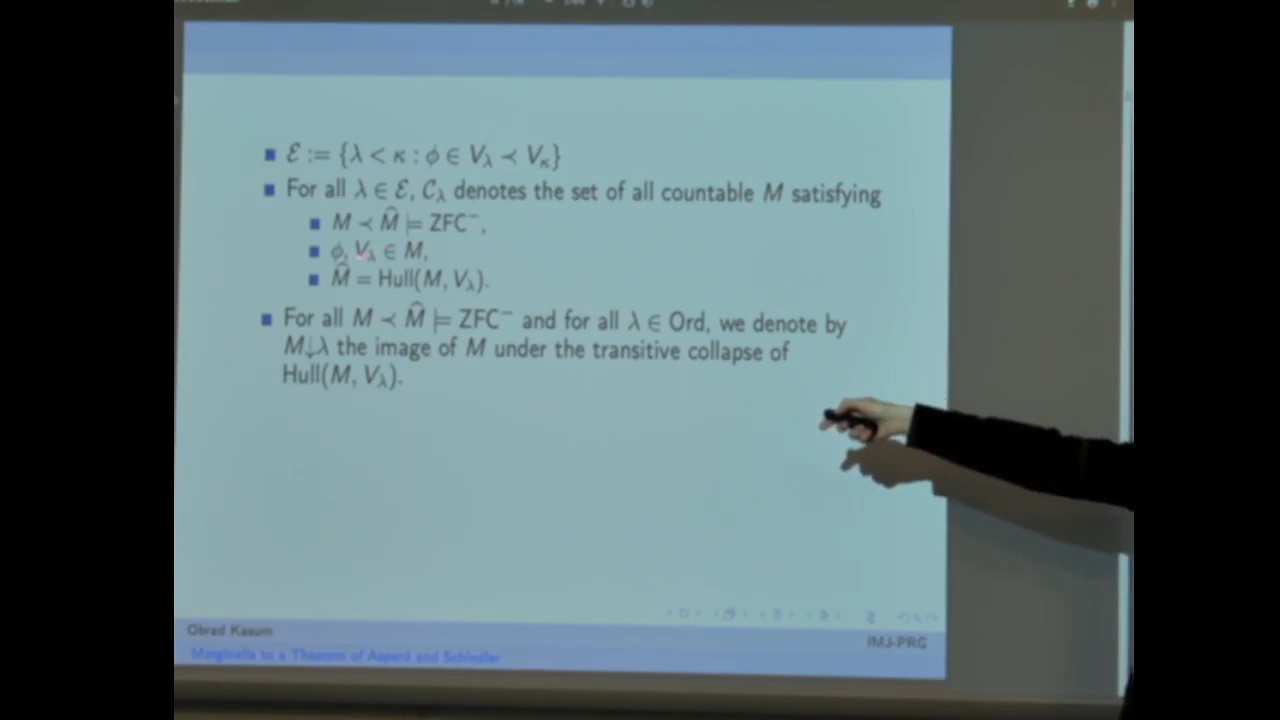 ℰ := {λ < κ : ϕ ∈ V_λ ≺ V_κ}
For all λ ∈ ℰ, 𝒞_λ denotes the set of all countable M satisfying
M ≺ M̂ ⊨ ZFC⁻,
ϕ, V_λ ∈ M,
M̂ = Hull(M, V_λ).
For all M ≺ M̂ ⊨ ZFC⁻ and for all λ ∈ Ord, we denote by
M↓λ the image of M under the transitive collapse of
Hull(M, V_λ).
Obrad Kasum
IMJ-PRG
Marginalia to a Theorem of Asperó and Schindler